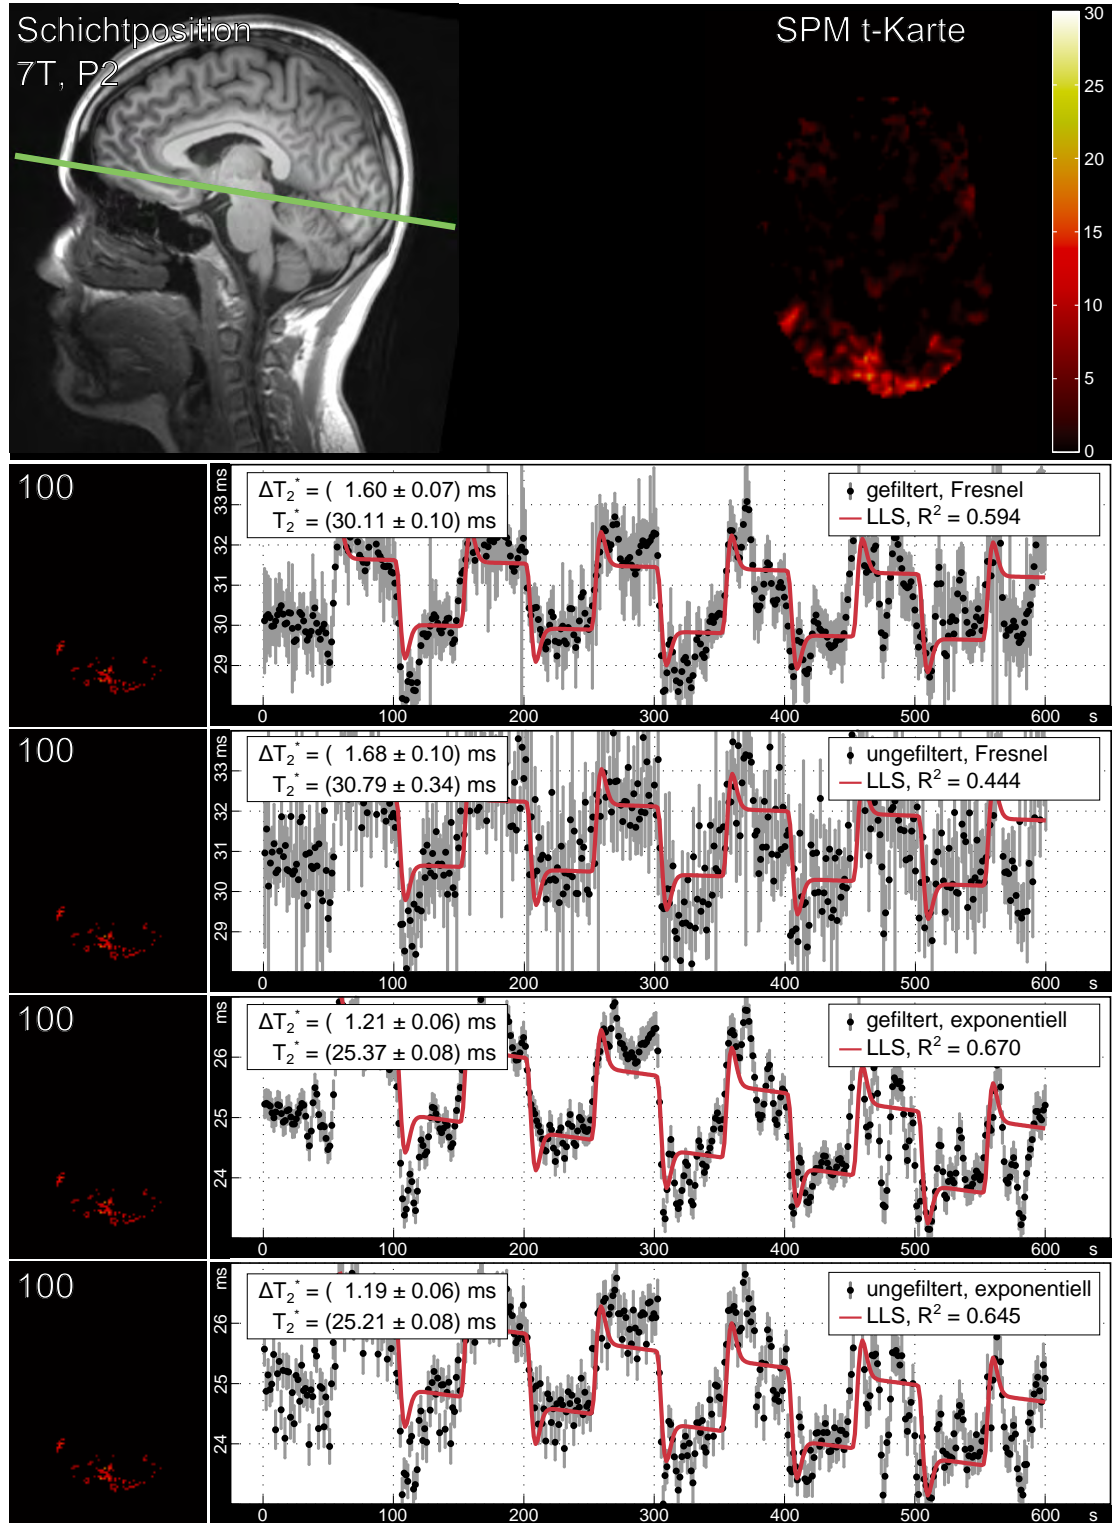 Schichtposition
7T, P2
SPM t-Karte
30
25
20
15
10
5
0
100
33 ms
32
31
30
29
ΔT₂* = ( 1.60 ± 0.07) ms
T₂* = (30.11 ± 0.10) ms
gefiltert, Fresnel
LLS, R² = 0.594
0 100 200 300 400 500 600 s
100
33 ms
32
31
30
29
ΔT₂* = ( 1.68 ± 0.10) ms
T₂* = (30.79 ± 0.34) ms
ungefiltert, Fresnel
LLS, R² = 0.444
0 100 200 300 400 500 600 s
100
ms
26
25
24
ΔT₂* = ( 1.21 ± 0.06) ms
T₂* = (25.37 ± 0.08) ms
gefiltert, exponentiell
LLS, R² = 0.670
0 100 200 300 400 500 600 s
100
ms
26
25
24
ΔT₂* = ( 1.19 ± 0.06) ms
T₂* = (25.21 ± 0.08) ms
ungefiltert, exponentiell
LLS, R² = 0.645
0 100 200 300 400 500 600 s